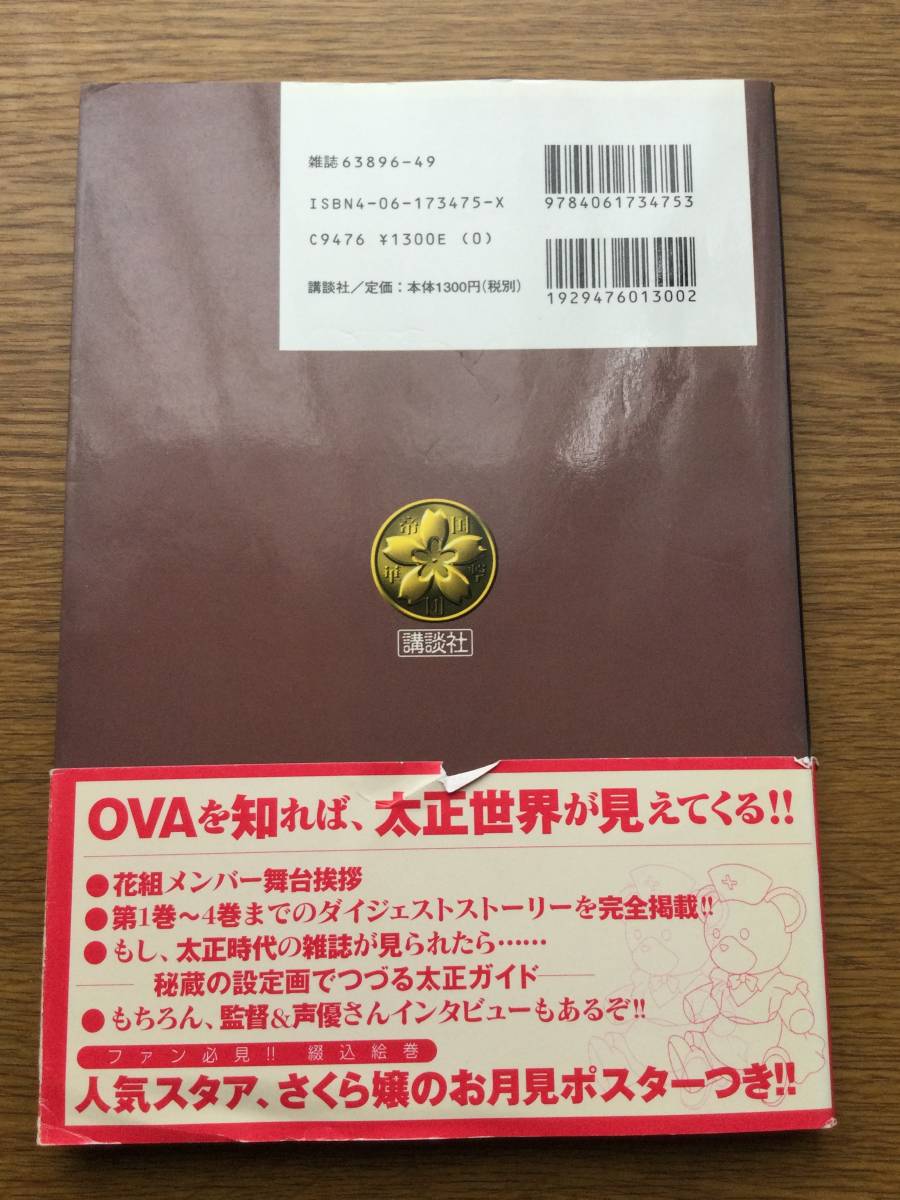 雑誌 63896-49
ISBN4-06-173475-X
C9476 ¥1300E (0)
講談社／定価：本体1300円(税別)
9784061734753
1929476013002
帝国
華撃
団
講談社
OVAを知れば、太正世界が見えてくる!!
●花組メンバー舞台挨拶
●第1巻〜4巻までのダイジェストストーリーを完全掲載!!
●もし、太正時代の雑誌が見られたら……
秘蔵の設定画でつづる太正ガイド
●もちろん、監督&声優さんインタビューもあるぞ!!
ファン必見!! 綴込絵巻
人気スタア、さくら嬢のお月見ポスターつき!!